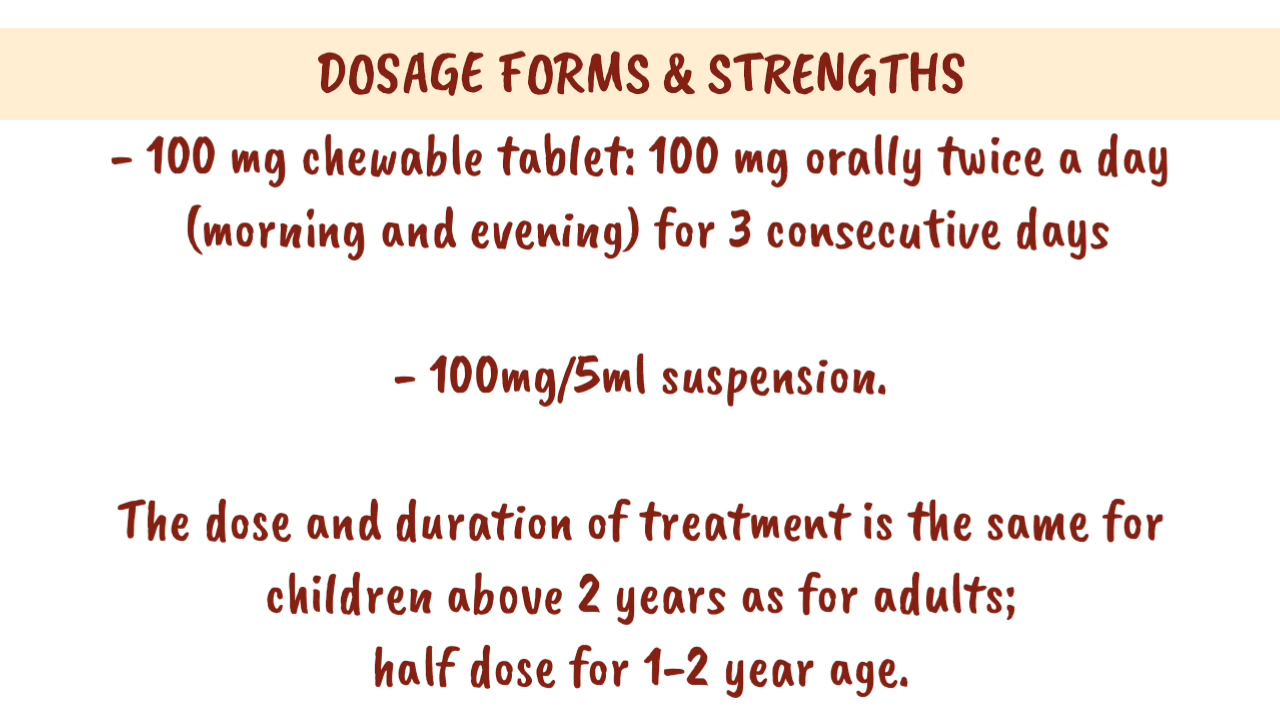 DOSAGE FORMS & STRENGTHS
- 100 mg chewable tablet: 100 mg orally twice a day
(morning and evening) for 3 consecutive days
- 100mg/5ml suspension.
The dose and duration of treatment is the same for
children above 2 years as for adults;
half dose for 1-2 year age.